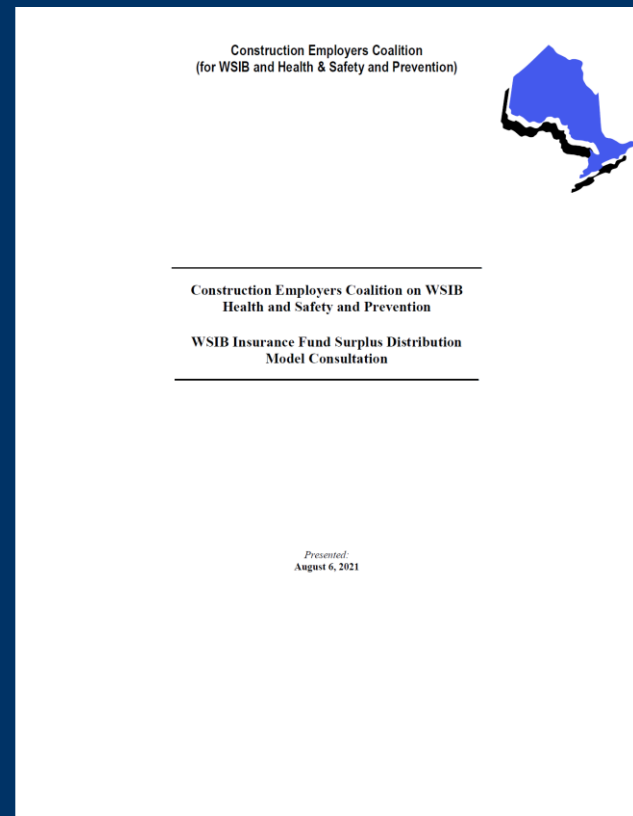 Construction Employers Coalition
(for WSIB and Health & Safety and Prevention)
Construction Employers Coalition on WSIB
Health and Safety and Prevention
WSIB Insurance Fund Surplus Distribution
Model Consultation
Presented:
August 6, 2021